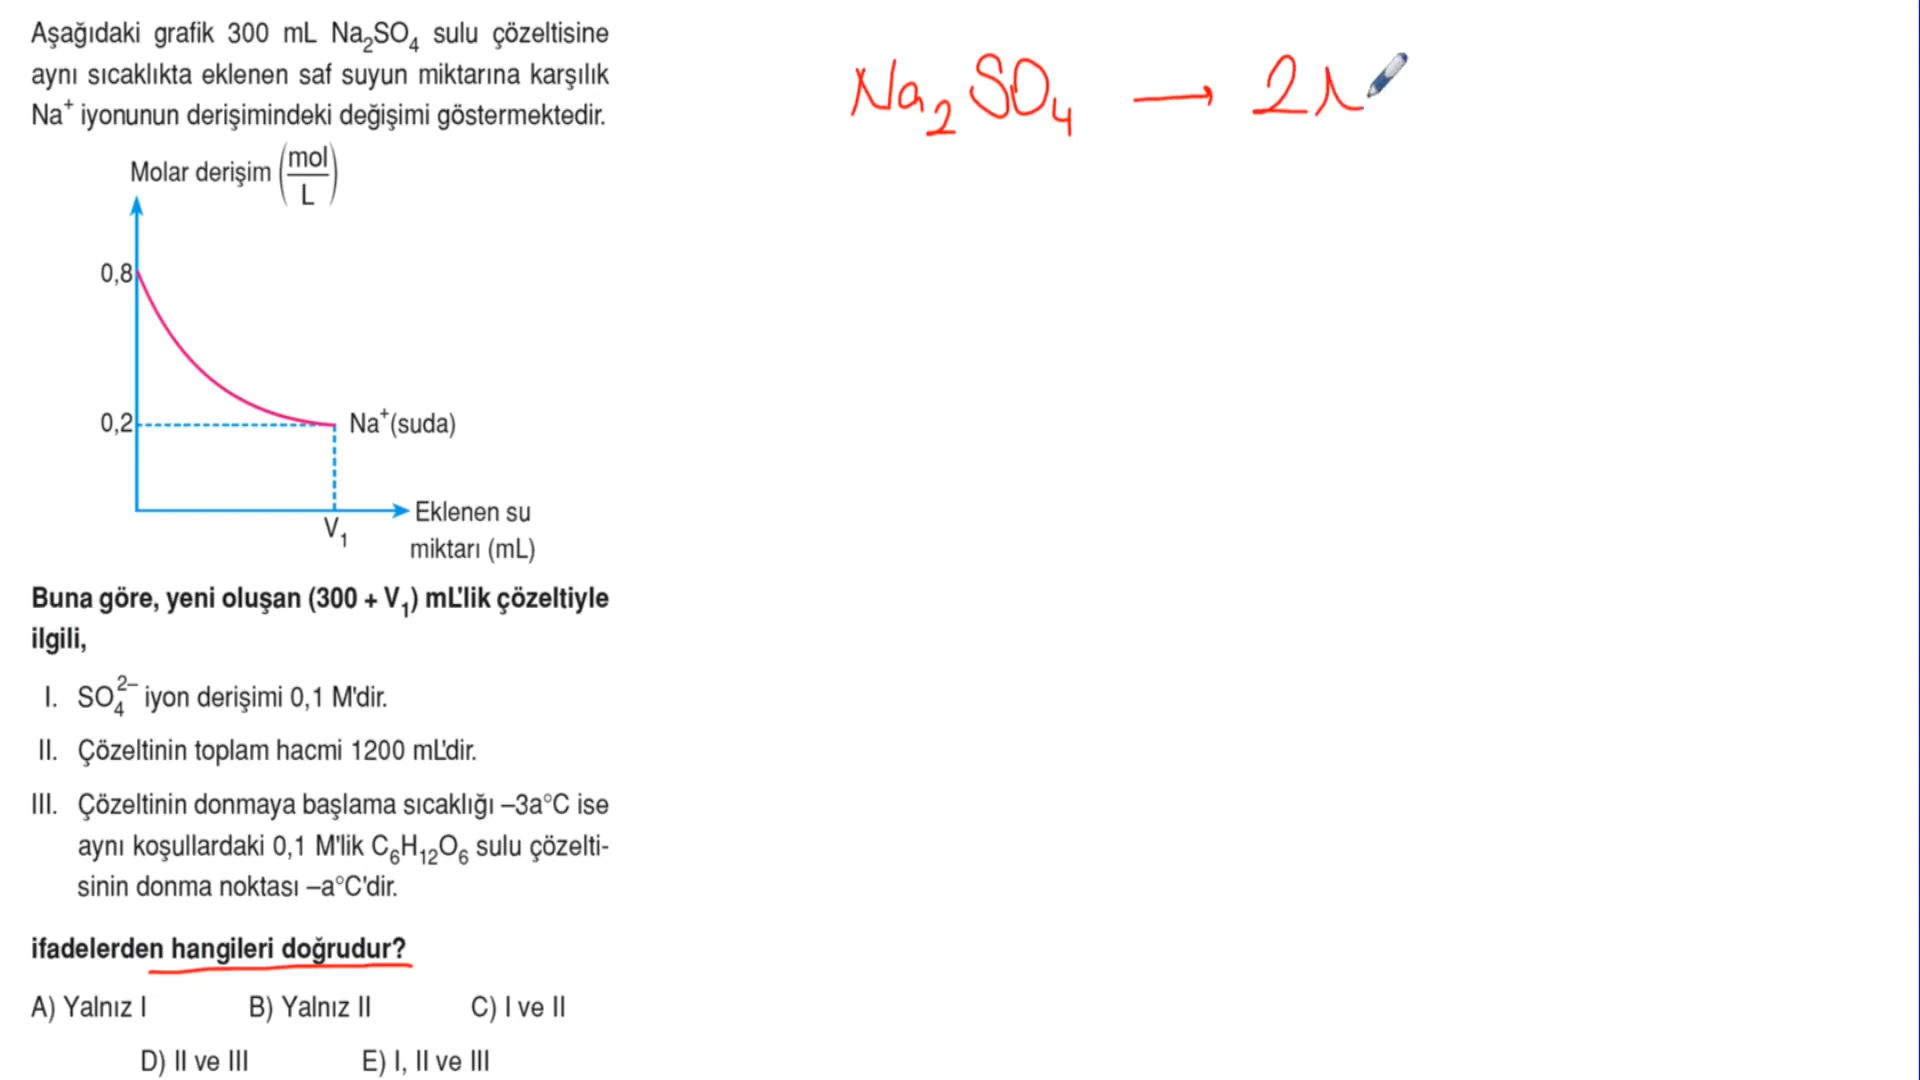 Aşağıdaki grafik 300 mL Na₂SO₄ sulu çözeltisine
aynı sıcaklıkta eklenen saf suyun miktarına karşılık
Na⁺ iyonunun derişimindeki değişimi göstermektedir.
Molar derişim (mol/L)
0,8
0,2
Na⁺(suda)
V₁
Eklenen su
miktarı (mL)
Buna göre, yeni oluşan (300 + V₁) mL'lik çözeltiyle
ilgili,
I. SO₄²⁻ iyon derişimi 0,1 M'dir.
II. Çözeltinin toplam hacmi 1200 mL'dir.
III. Çözeltinin donmaya başlama sıcaklığı –3a°C ise
aynı koşullardaki 0,1 M'lik C₆H₁₂O₆ sulu çözelti-
sinin donma noktası –a°C'dir.
ifadelerden hangileri doğrudur?
A) Yalnız I B) Yalnız II C) I ve II
D) II ve III E) I, II ve III
Na₂SO₄ → 2